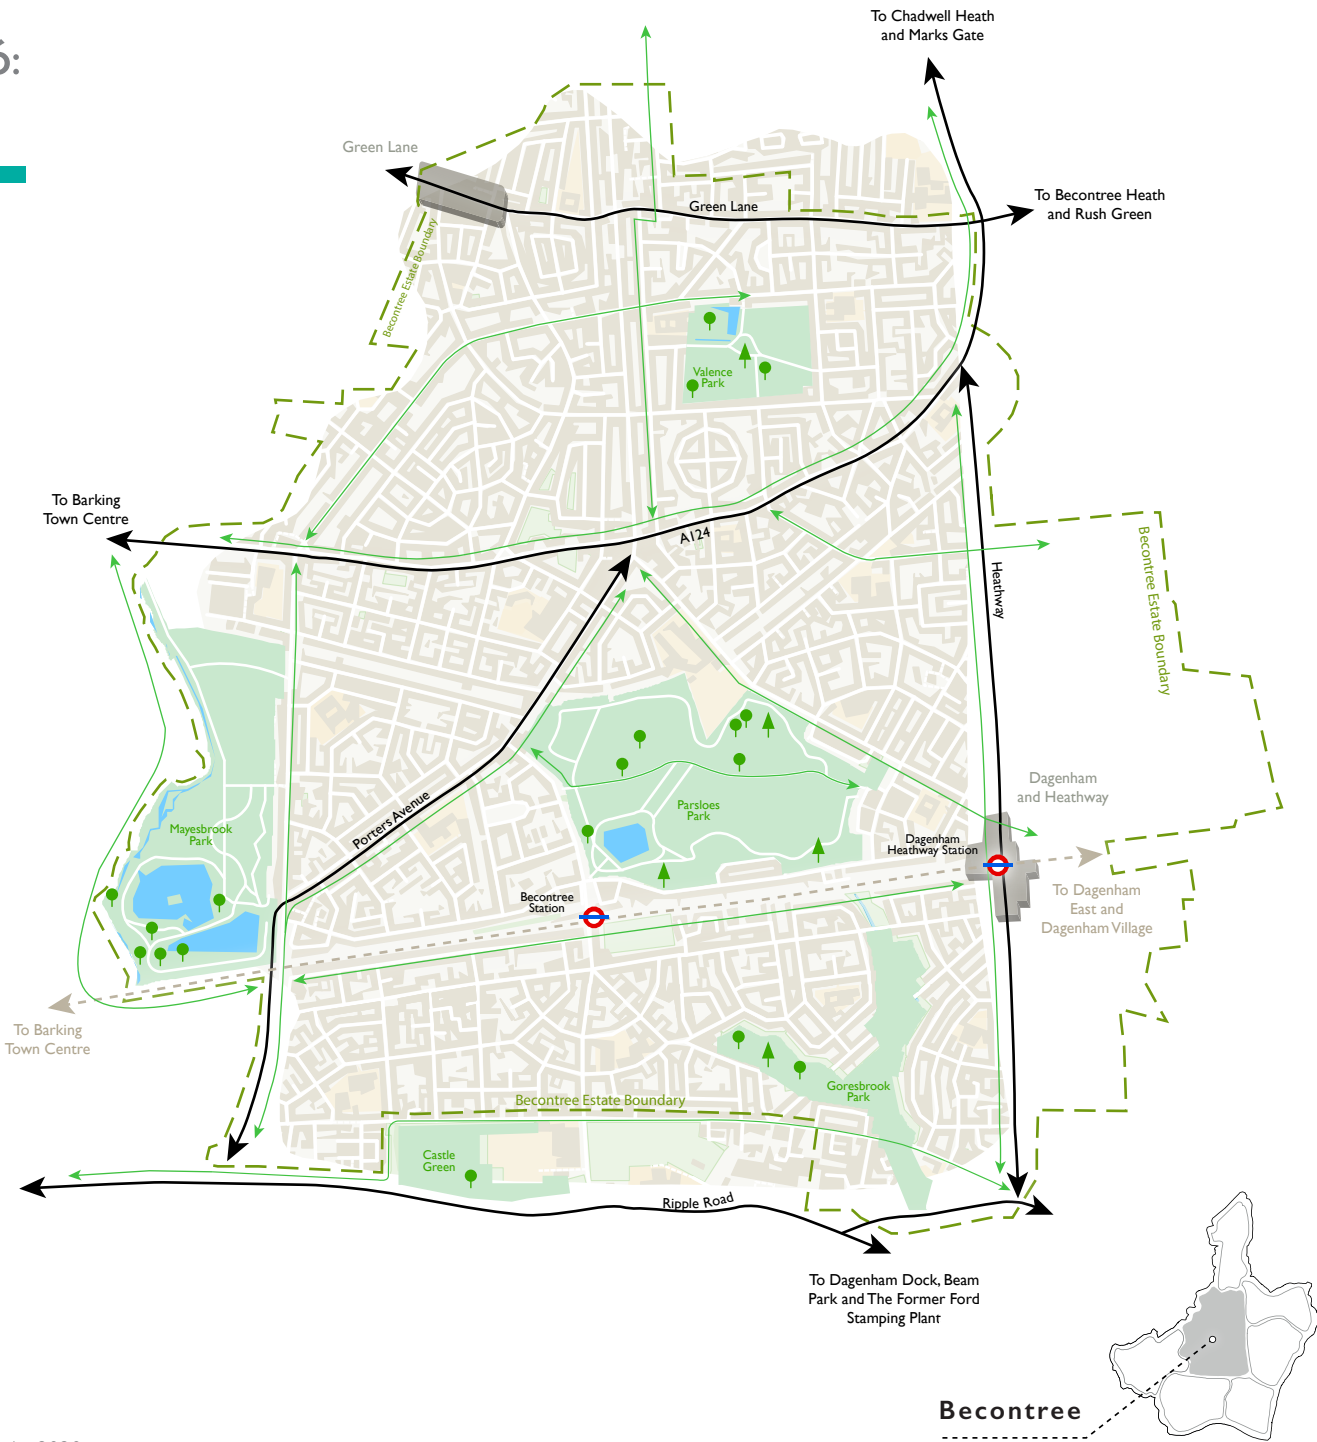 6:
To Chadwell Heath
and Marks Gate
Green Lane
Green Lane
To Becontree Heath
and Rush Green
Becontree Estate Boundary
Valence
Park
To Barking
Town Centre
A124
Heathway
Becontree Estate Boundary
Mayesbrook
Park
Porters Avenue
Parsloes
Park
Dagenham
and Heathway
Dagenham
Heathway Station
Becontree
Station
To Dagenham
East and
Dagenham Village
To Barking
Town Centre
Goresbrook
Park
Becontree Estate Boundary
Castle
Green
Ripple Road
To Dagenham Dock, Beam
Park and The Former Ford
Stamping Plant
Becontree